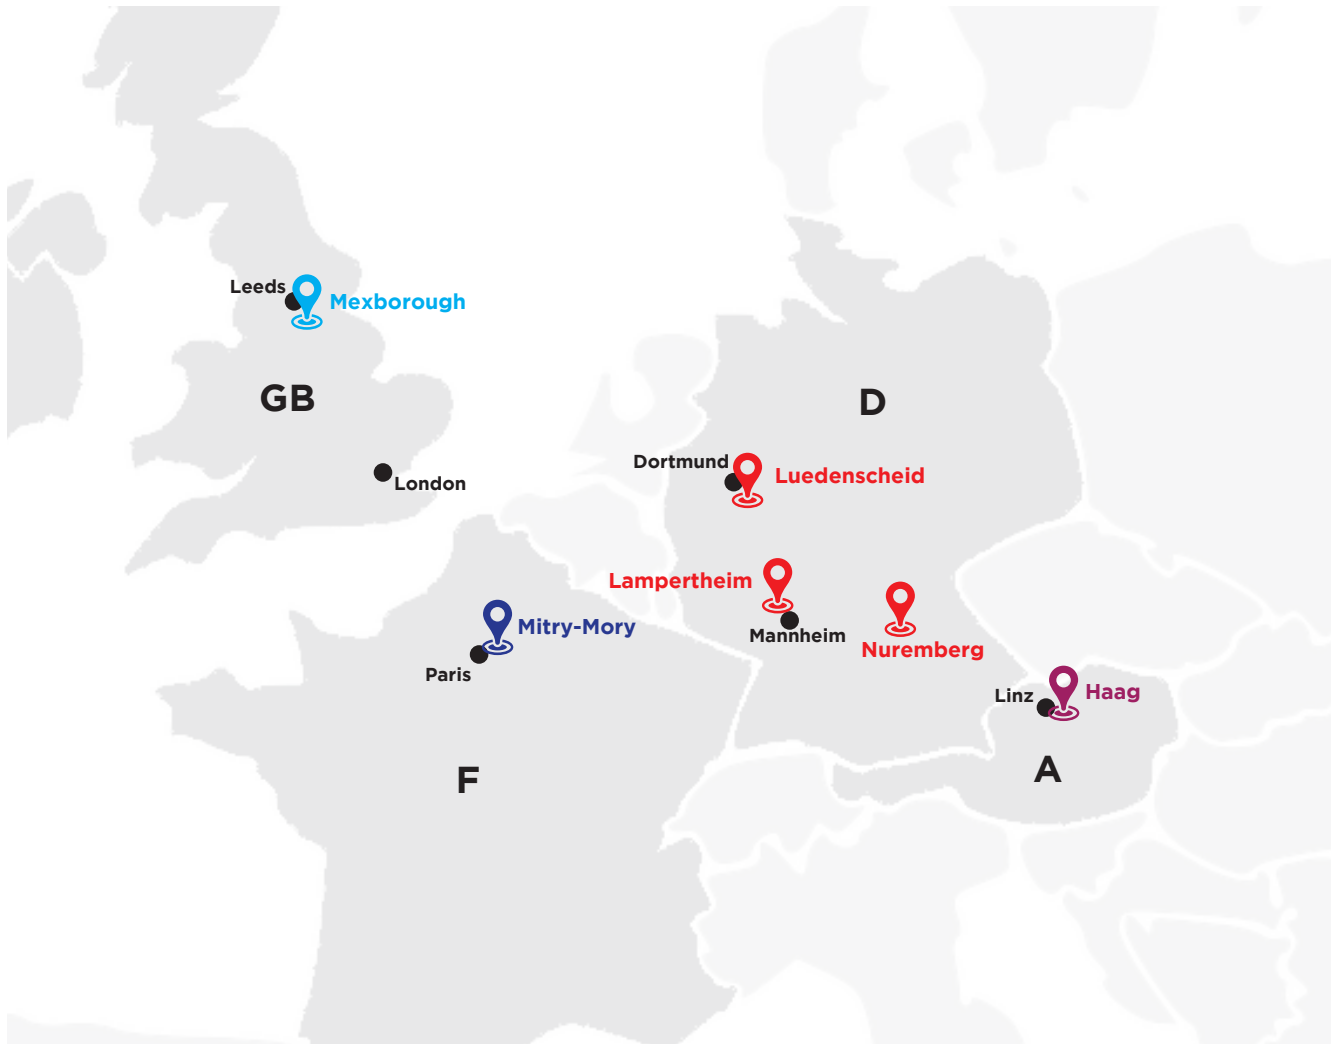 Leeds
Mexborough
GB
D
London
Dortmund
Luedenscheid
Lampertheim
Mannheim
Nuremberg
Mitry-Mory
Paris
Linz
Haag
F
A